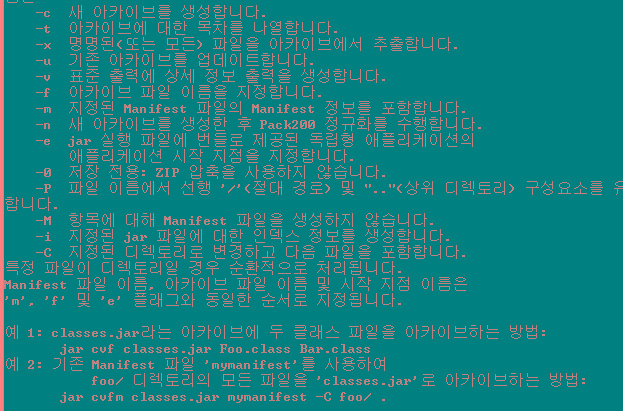 -c  새 아카이브를 생성합니다.
-t  아카이브에 대한 목차를 나열합니다.
-x  명명된(또는 모든) 파일을 아카이브에서 추출합니다.
-u  기존 아카이브를 업데이트합니다.
-v  표준 출력에 상세 정보 출력을 생성합니다.
-f  아카이브 파일 이름을 지정합니다.
-m  지정된 Manifest 파일의 Manifest 정보를 포함합니다.
-n  새 아카이브를 생성한 후 Pack200 정규화를 수행합니다.
-e  jar 실행 파일에 번들로 제공된 독립형 애플리케이션의
애플리케이션 시작 지점을 지정합니다.
-0  저장 전용: ZIP 압축을 사용하지 않습니다.
-P  파일 이름에서 선행 '/'(절대 경로) 및 ".."(상위 디렉토리) 구성요소를 유
합니다.
-M  항목에 대해 Manifest 파일을 생성하지 않습니다.
-i  지정된 jar 파일에 대한 인덱스 정보를 생성합니다.
-C  지정된 디렉토리로 변경하고 다음 파일을 포함합니다.
특정 파일이 디렉토리일 경우 순환적으로 처리됩니다.
Manifest 파일 이름, 아카이브 파일 이름 및 시작 지점 이름은
'm', 'f' 및 'e' 플래그와 동일한 순서로 지정됩니다.
예 1: classes.jar라는 아카이브에 두 클래스 파일을 아카이브하는 방법:
jar cvf classes.jar Foo.class Bar.class
예 2: 기존 Manifest 파일 'mymanifest'를 사용하여
foo/ 디렉토리의 모든 파일을 'classes.jar'로 아카이브하는 방법:
jar cvfm classes.jar mymanifest -C foo/ .